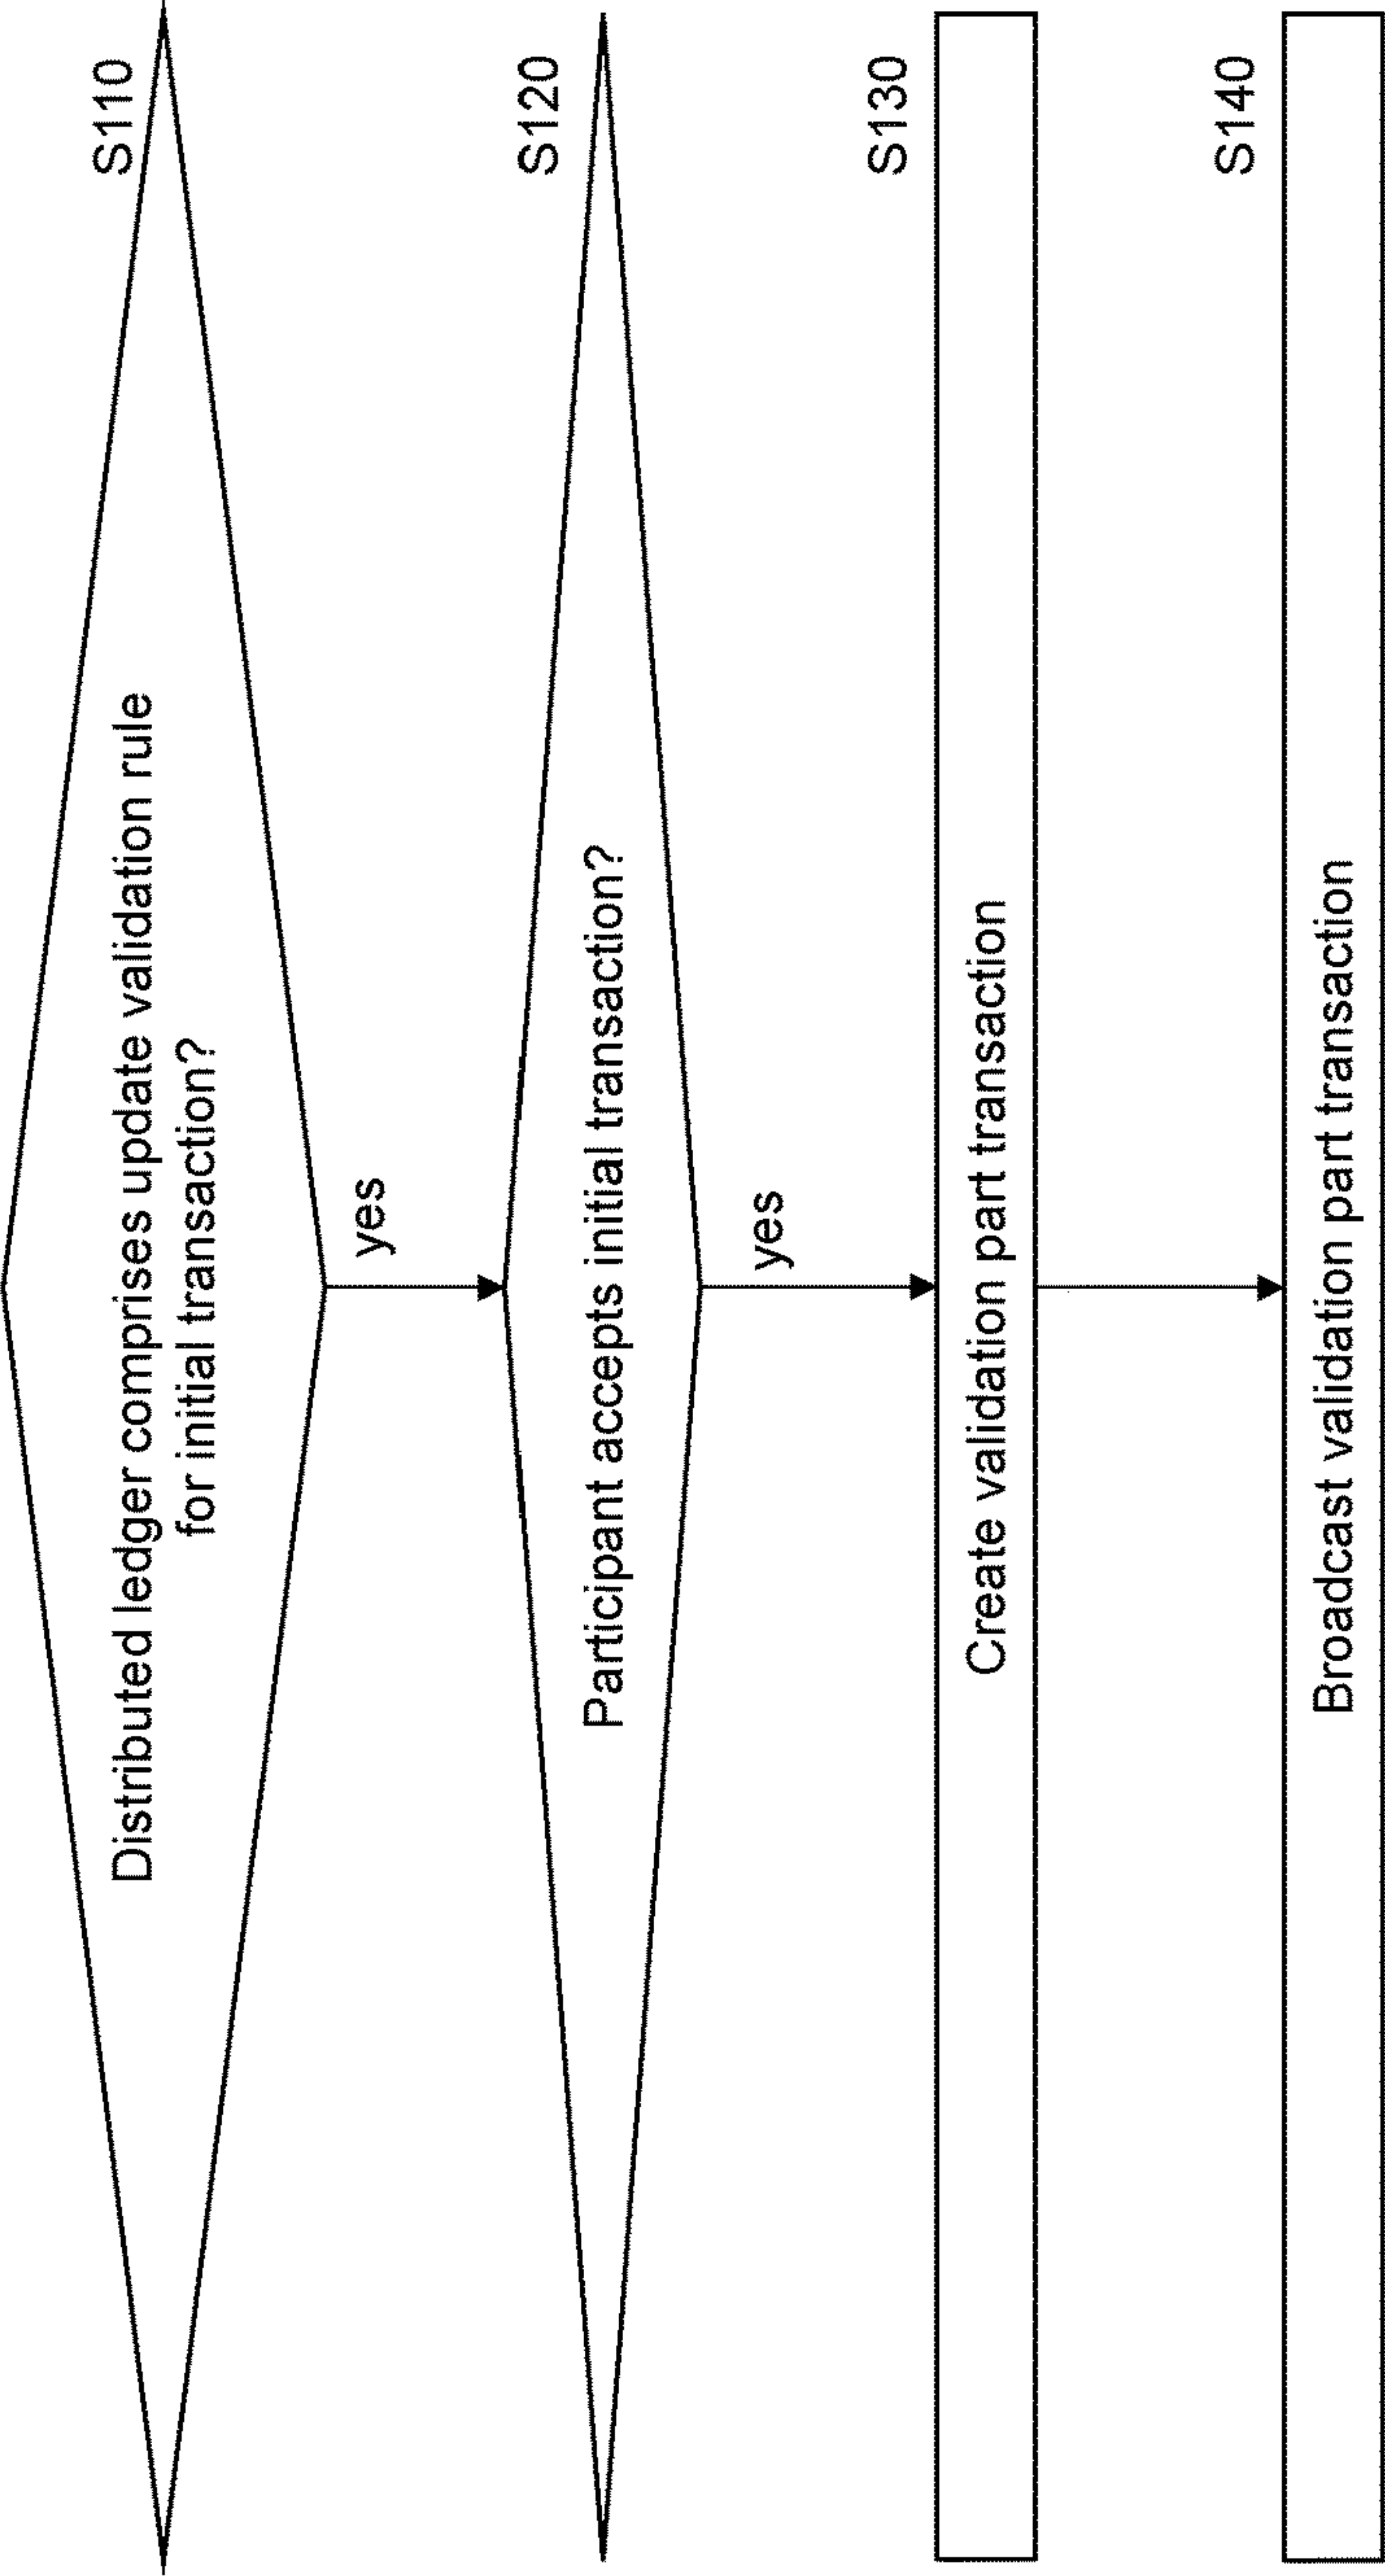 S110
Distributed ledger comprises update validation rule
for initial transaction?
yes
S120
Participant accepts initial transaction?
yes
S130
Create validation part transaction
S140
Broadcast validation part transaction